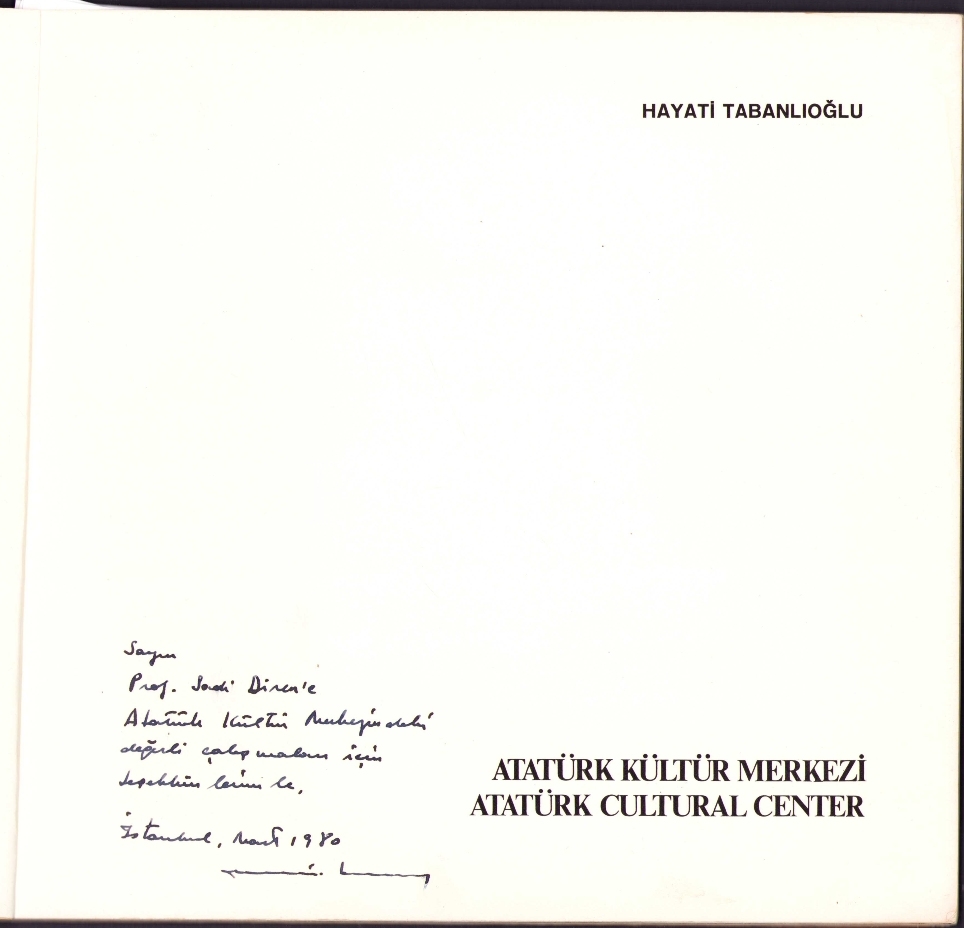 HAYATİ TABANLIOĞLU
Sayın
Prof. Sadi Diren'e
Atatürk Kültür Merkezindeki
değerli çalışmaları için
teşekkürlerimle,
İstanbul, Mart 1980
ATATÜRK KÜLTÜR MERKEZİ
ATATÜRK CULTURAL CENTER